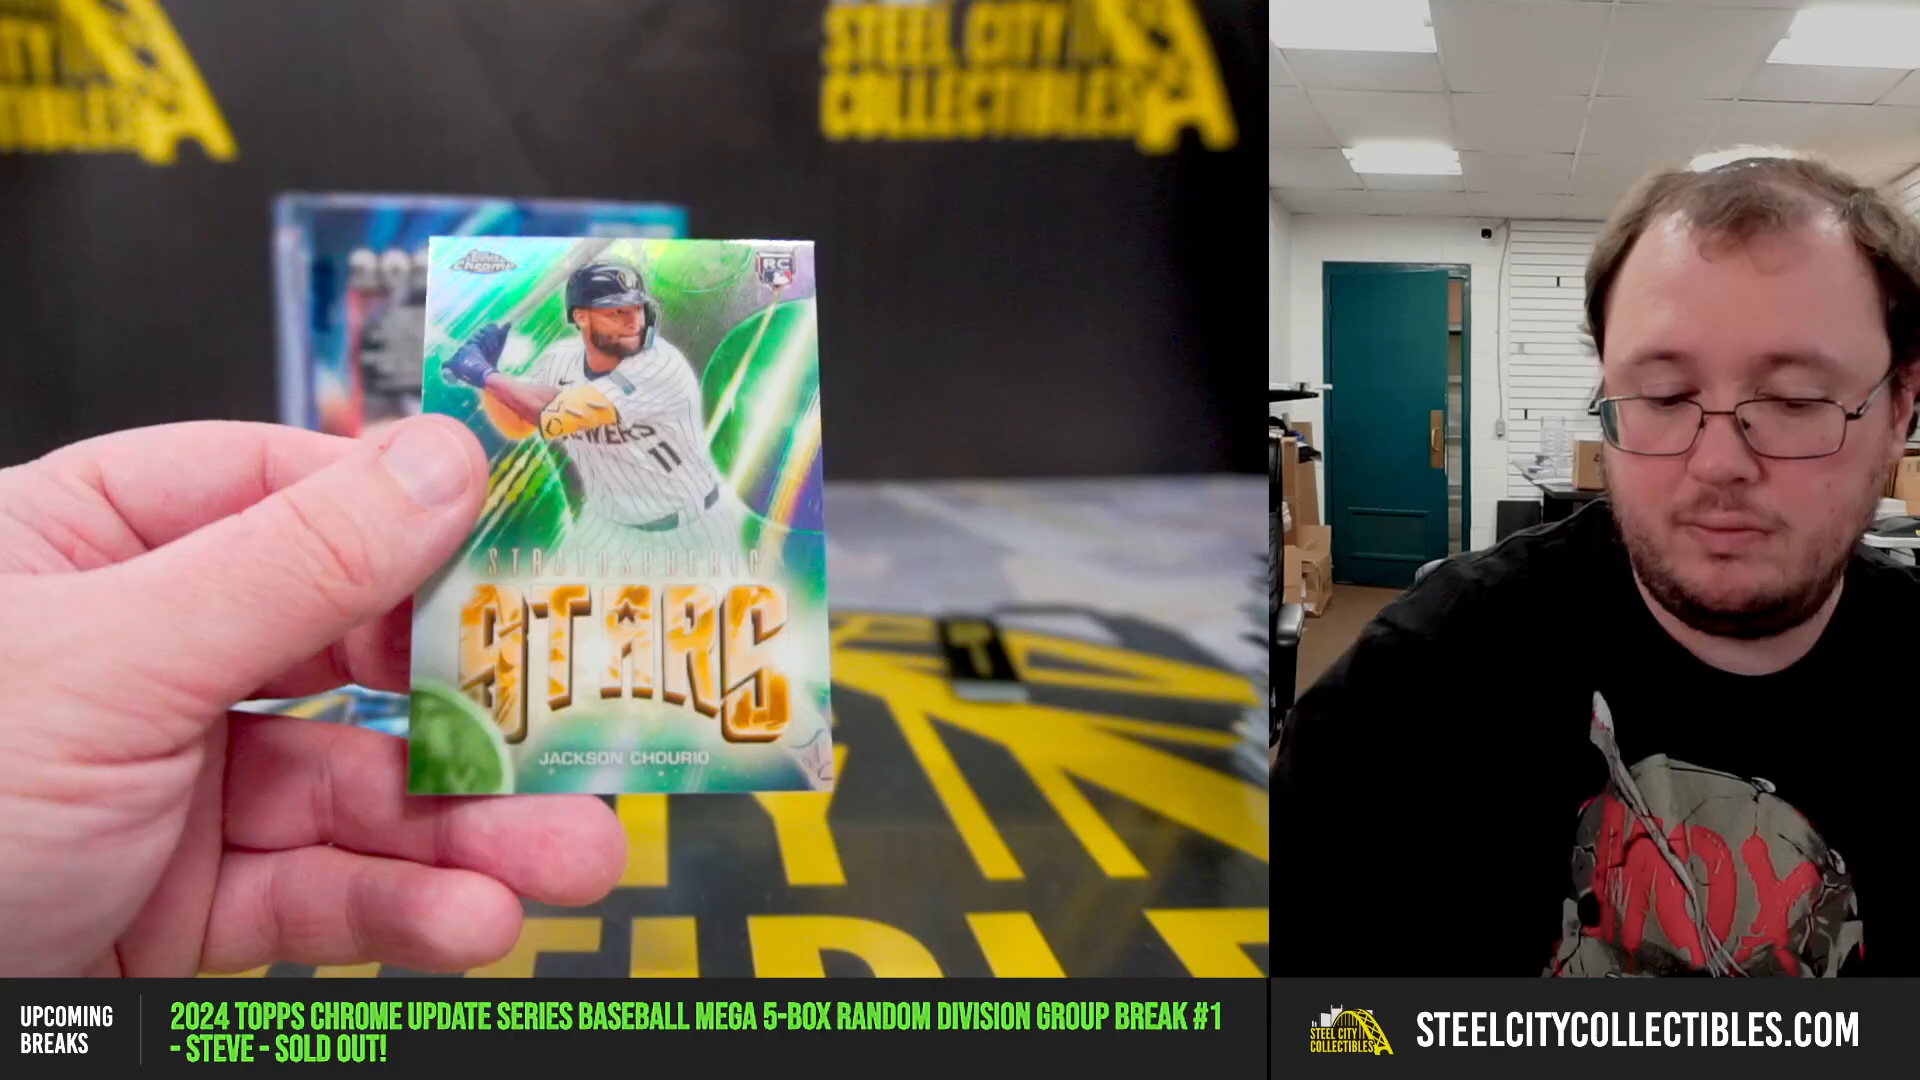 CITY
STEEL CITY
COLLECTIBLES
TOPPS
Chrome
RC
11
STRATOSPHERIC
STARS
JACKSON CHOURIO
UPCOMING
BREAKS
2024 TOPPS CHROME UPDATE SERIES BASEBALL MEGA 5-BOX RANDOM DIVISION GROUP BREAK #1
- STEVE - SOLD OUT!
STEEL CITY
COLLECTIBLES
STEELCITYCOLLECTIBLES.COM